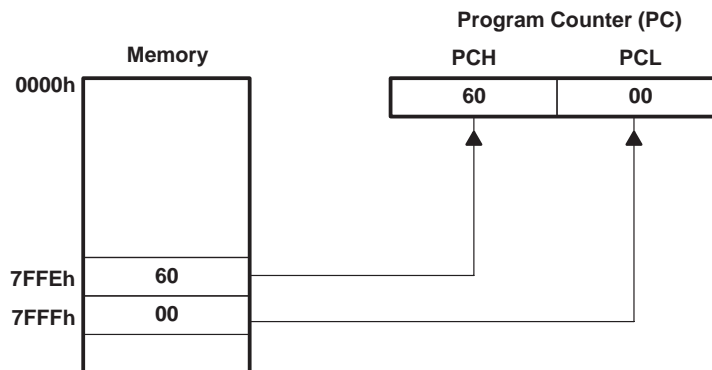 Program Counter (PC)
Memory PCH PCL
0000h
60 00
7FFEh 60
7FFFh 00